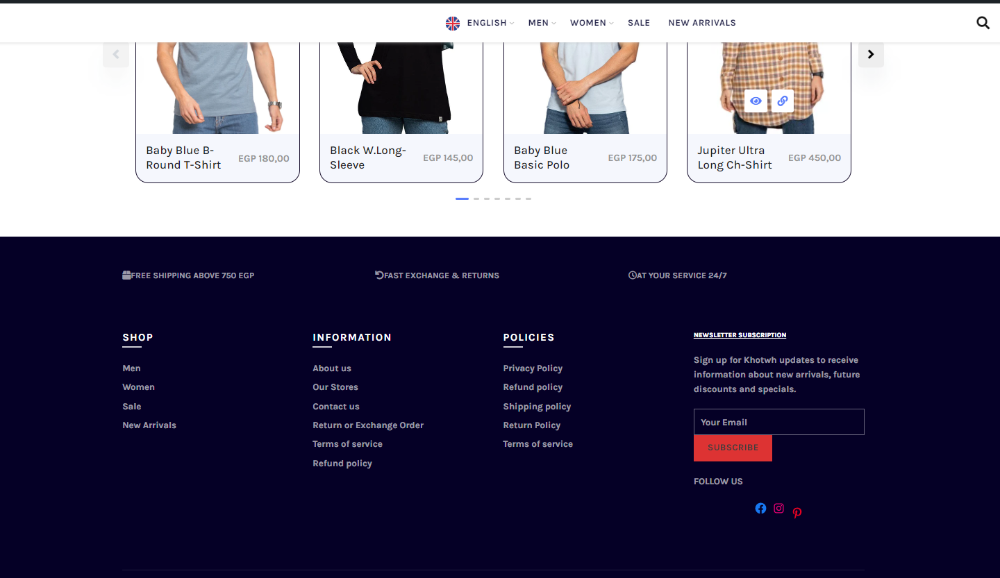 ENGLISH MEN WOMEN SALE NEW ARRIVALS
Baby Blue B-
Round T-Shirt
EGP 180,00
Black W.Long-
Sleeve
EGP 145,00
Baby Blue
Basic Polo
EGP 175,00
Jupiter Ultra
Long Ch-Shirt
EGP 450,00
FREE SHIPPING ABOVE 750 EGP
FAST EXCHANGE & RETURNS
AT YOUR SERVICE 24/7
SHOP
Men
Women
Sale
New Arrivals
INFORMATION
About us
Our Stores
Contact us
Return or Exchange Order
Terms of service
Refund policy
POLICIES
Privacy Policy
Refund policy
Shipping policy
Return Policy
Terms of service
NEWSLETTER SUBSCRIPTION
Sign up for Khotwh updates to receive
information about new arrivals, future
discounts and specials.
Your Email
SUBSCRIBE
FOLLOW US